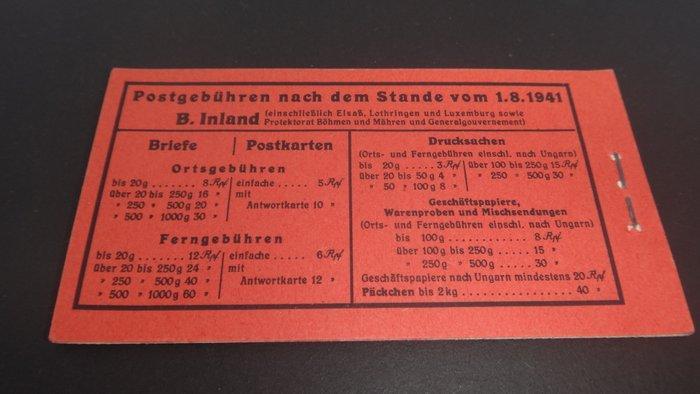 Postgebühren nach dem Stande vom 1.8.1941
B. Inland (einschließlich Elsaß, Lothringen und Luxemburg sowie
Protektorat Böhmen und Mähren und Generalgouvernement)
Briefe | Postkarten
Ortsgebühren
bis 20g ....... 8 Rpf einfache ..... 5 Rpf
über 20 bis 250g 16 " mit
" 250 " 500g 20 " Antwortkarte 10 "
" 500 " 1000g 30 "
Ferngebühren
bis 20g ....... 12 Rpf einfache ..... 6 Rpf
über 20 bis 250g 24 " mit
" 250 " 500g 40 " Antwortkarte 12 "
" 500 " 1000g 60 "
Drucksachen
(Orts- und Ferngebühren einschl. nach Ungarn)
bis 20g .... 3 Rpf über 100 bis 250g 15 Rpf
über 20 bis 50g 4 " " 250 " 500g 30 "
" 50 " 100g 8 "
Geschäftspapiere,
Warenproben und Mischsendungen
(Orts- und Ferngebühren einschl. nach Ungarn)
bis 100g ............ 8 Rpf
über 100g bis 250g ..... 15 "
" 250g " 500g ..... 30 "
Geschäftspapiere nach Ungarn mindestens 20 Rpf
Päckchen bis 2 kg .............. 40 "